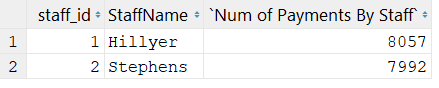 staff_id StaffName `Num of Payments By Staff`
1 1 Hillyer 8057
2 2 Stephens 7992